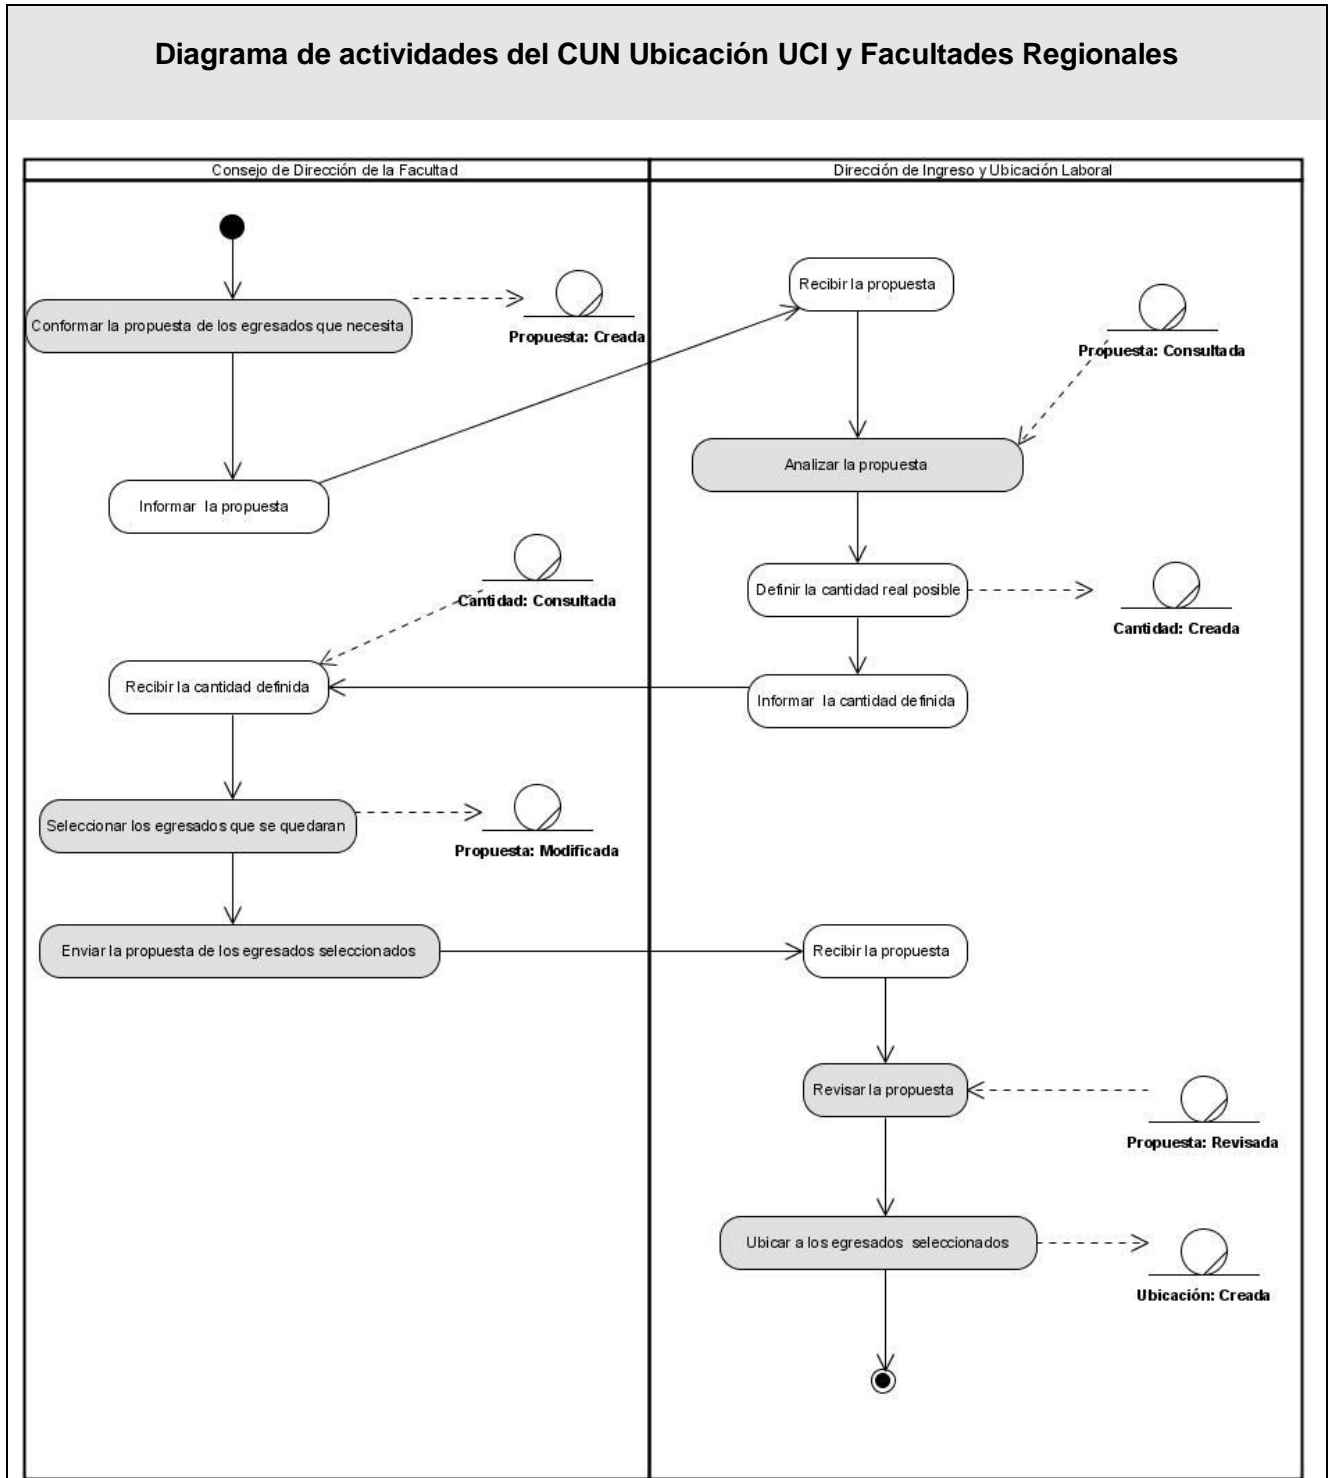 Diagrama de actividades del CUN Ubicación UCI y Facultades Regionales
Consejo de Dirección de la Facultad
Dirección de Ingreso y Ubicación Laboral
Recibir la propuesta
Conformar la propuesta de los egresados que necesita
Propuesta: Creada
Propuesta: Consultada
Analizar la propuesta
Informar la propuesta
Definir la cantidad real posible
Cantidad: Consultada
Cantidad: Creada
Recibir la cantidad definida
Informar la cantidad definida
Seleccionar los egresados que se quedaran
Propuesta: Modificada
Enviar la propuesta de los egresados seleccionados
Recibir la propuesta
Revisar la propuesta
Propuesta: Revisada
Ubicar a los egresados seleccionados
Ubicación: Creada